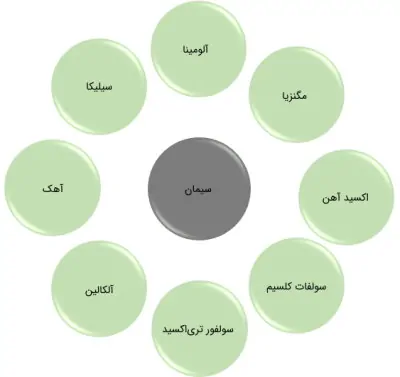 آلومینا
مگنزیا
سیلیکا
سیمان
آهک
اکسید آهن
سولفات کلسیم
آلکالین
سولفور تری‌اکسید